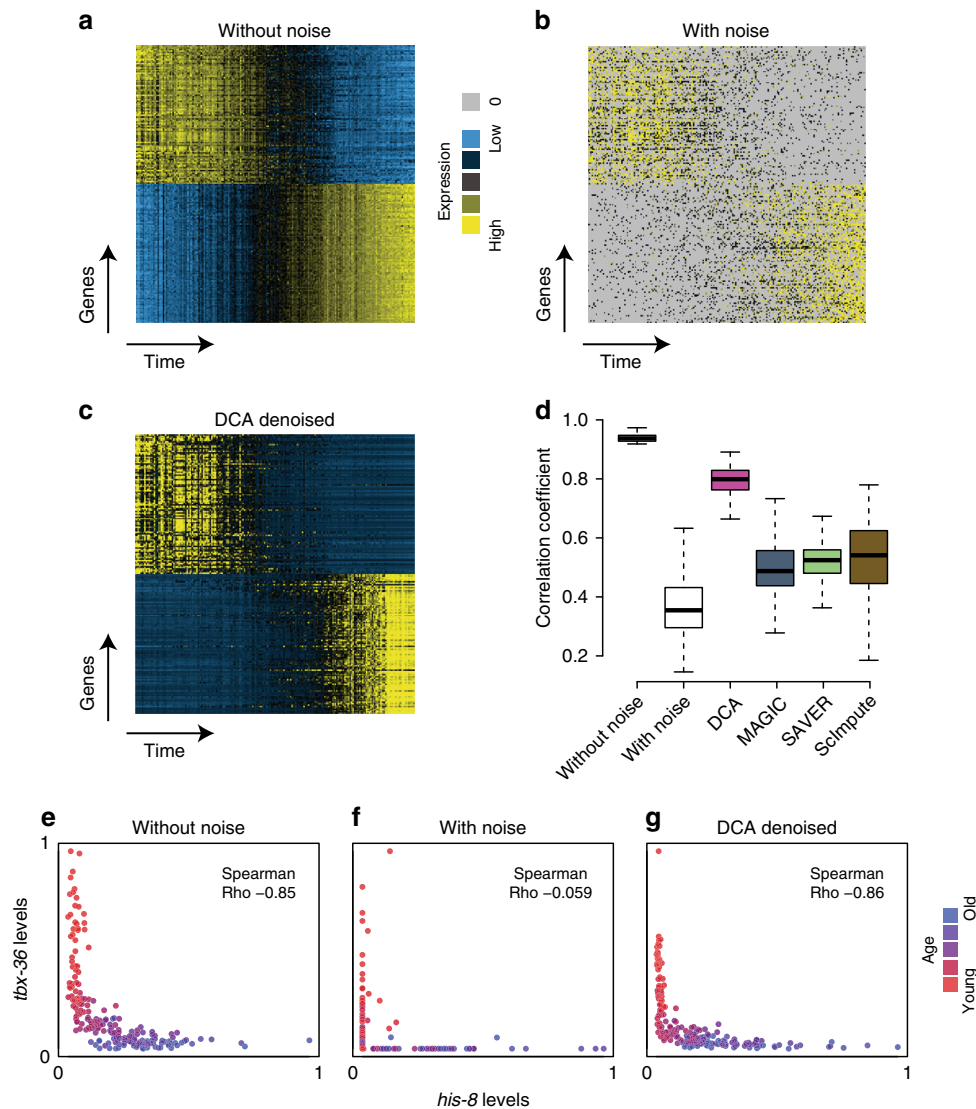 a
Without noise
Genes
Time
Expression
0
Low
High
b
With noise
Genes
Time
c
DCA denoised
Genes
Time
d
Correlation coefficient
1.0
0.8
0.6
0.4
0.2
Without noise
With noise
DCA
MAGIC
SAVER
ScImpute
e
Without noise
Spearman
Rho −0.85
1
0
tbx-36 levels
0
1
f
With noise
Spearman
Rho −0.059
0
1
his-8 levels
g
DCA denoised
Spearman
Rho −0.86
0
1
Age
Old
Young